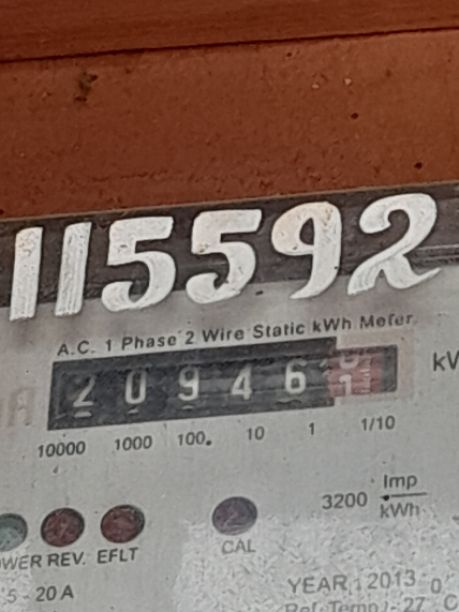 115592
A.C. 1 Phase 2 Wire Static kWh Meter
2 0 9 4 6 1
10000 1000 100 10 1 1/10
3200 Imp/kWh
REV. EFLT
CAL
5 - 20 A
YEAR : 2013